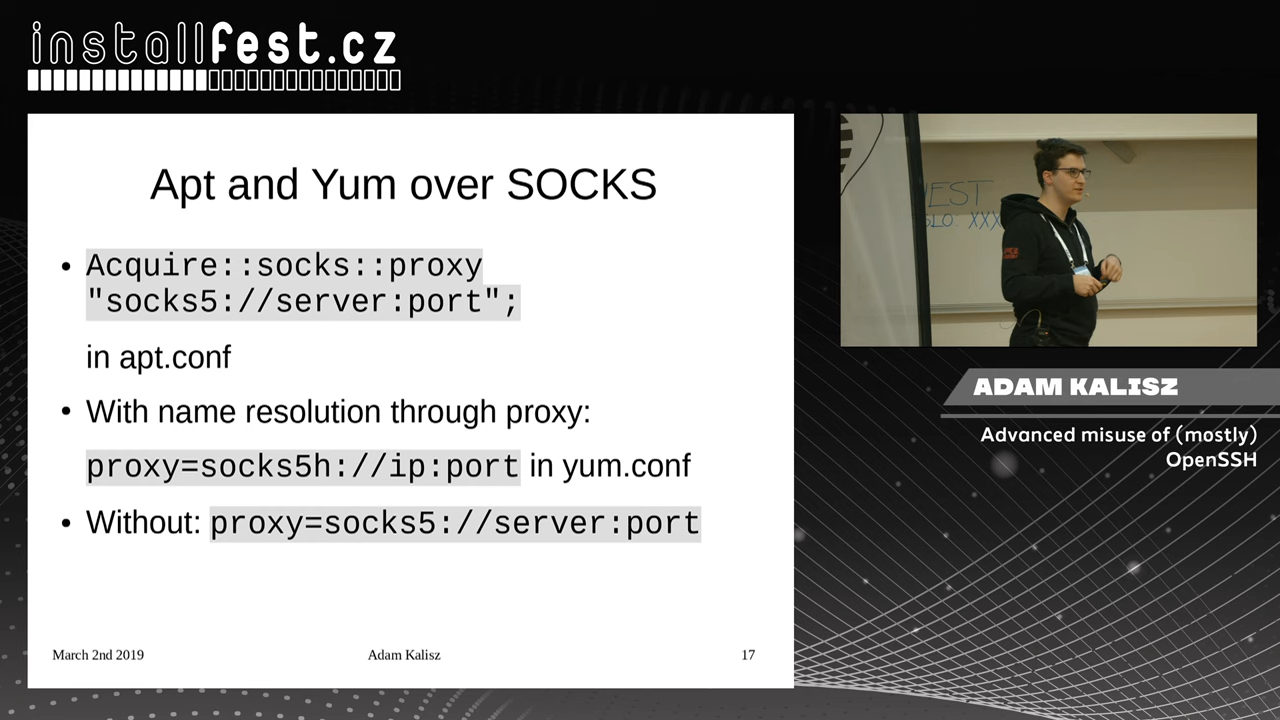 installfest.cz
Apt and Yum over SOCKS
• Acquire::socks::proxy
"socks5://server:port";
in apt.conf
• With name resolution through proxy:
proxy=socks5h://ip:port in yum.conf
• Without: proxy=socks5://server:port
March 2nd 2019 Adam Kalisz 17
ADAM KALISZ
Advanced misuse of (mostly)
OpenSSH